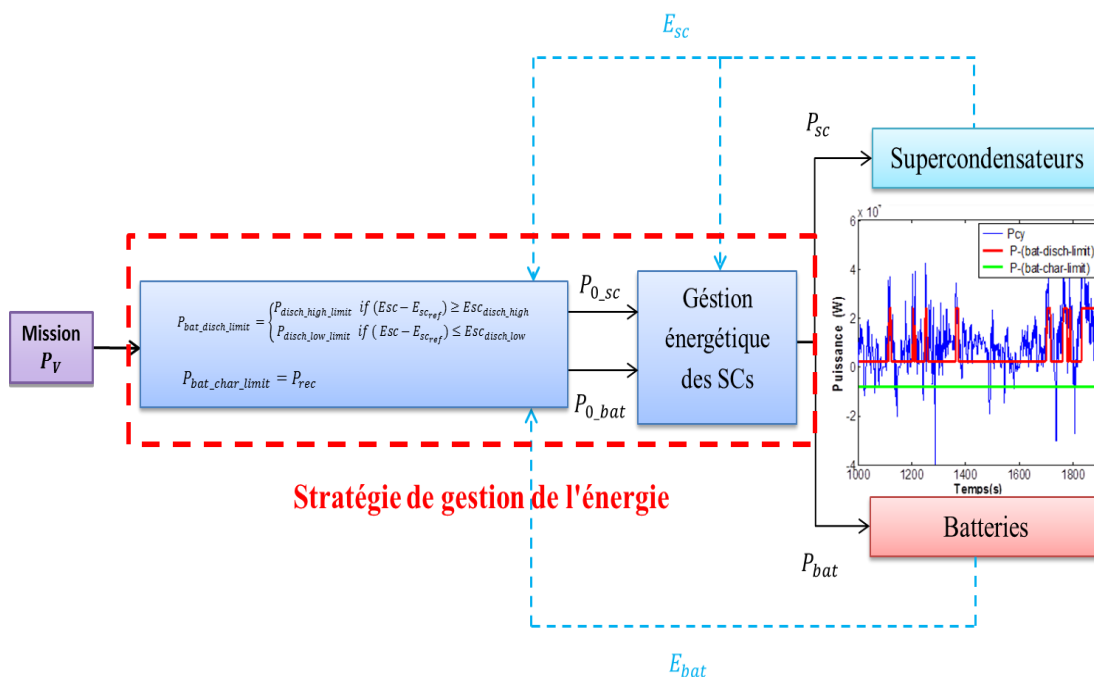 E_sc
P_sc
Supercondensateurs
Mission
P_V
P_bat_disch_limit = {P_disch_high_limit if (Esc − E_sc_ref) ≥ Esc_disch_high
P_disch_low_limit if (Esc − E_sc_ref) ≤ Esc_disch_low
P_bat_char_limit = P_rec
P_0_sc
P_0_bat
Géstion
énergétique
des SCs
Puissance (W)
6
4
2
0
-2
-4
Pcy
P-(bat-disch-limit)
P-(bat-char-limit)
1000 1200 1400 1600 1800
Temps(s)
Stratégie de gestion de l'énergie
Batteries
P_bat
E_bat